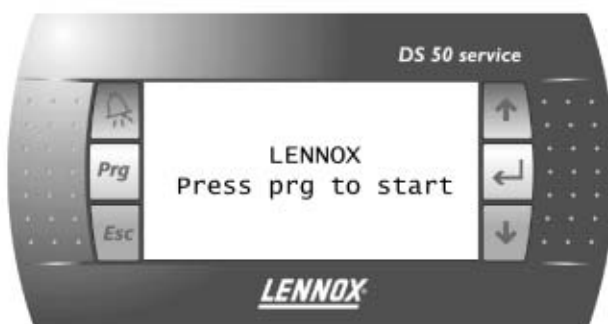 DS 50 service
LENNOX
Press prg to start
Prg
Esc
LENNOX